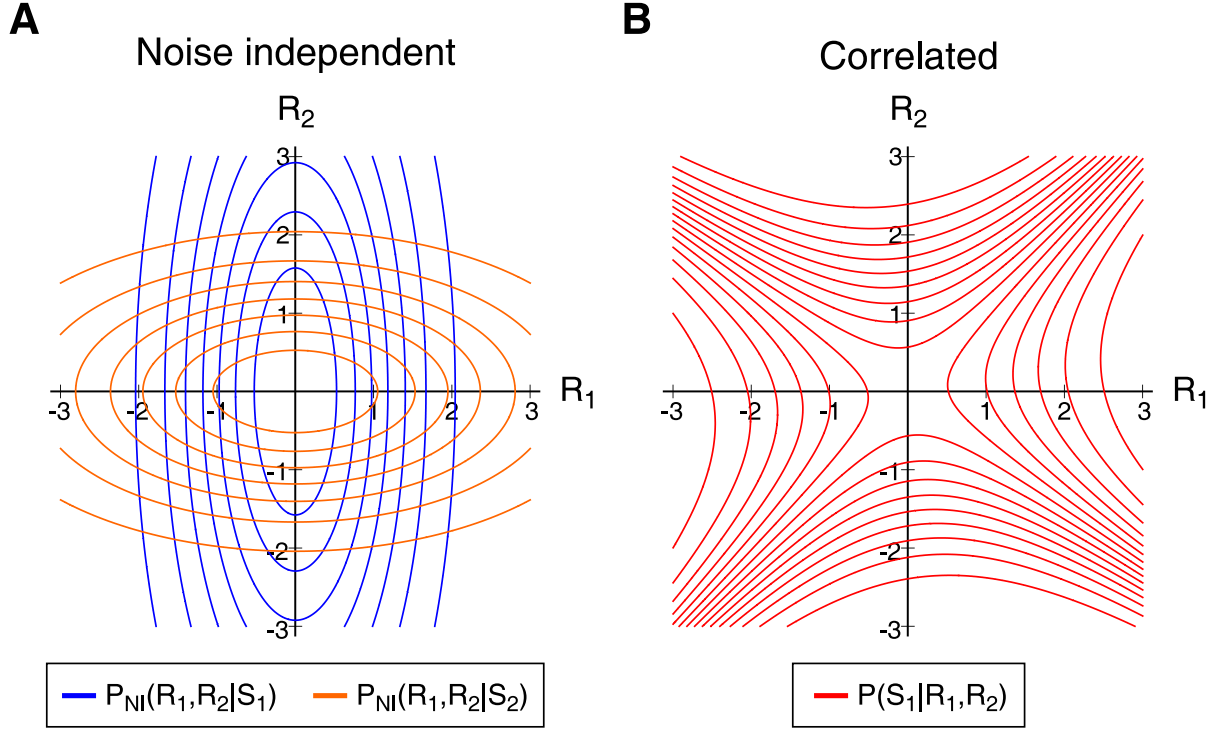 A
Noise independent
R2
3
2
1
-3
-2
-1
1
2
3
R1
-1
-2
-3
PNI(R1,R2|S1)
PNI(R1,R2|S2)
B
Correlated
R2
3
2
1
-3
-2
-1
1
2
3
R1
-1
-2
-3
P(S1|R1,R2)